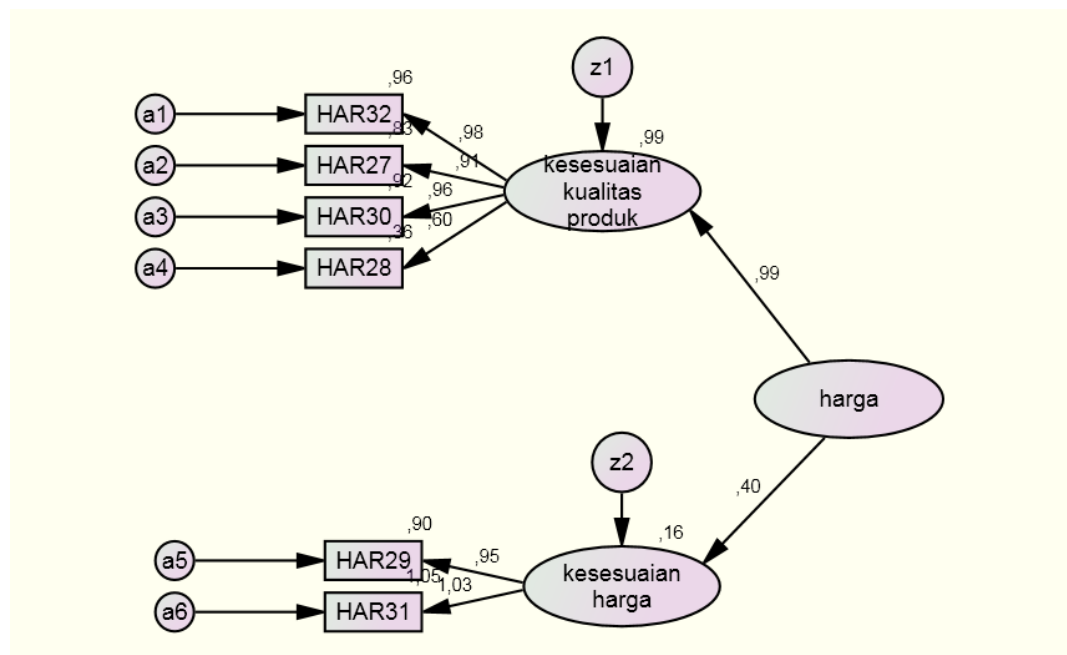 z1
,96
a1
HAR32
,98
,99
,83
a2
HAR27
,91
kesesuaian
kualitas
produk
,92
a3
HAR30
,96
,36
,60
a4
HAR28
,99
harga
z2
,40
,90
,16
a5
HAR29
,95
kesesuaian
harga
1,05
1,03
a6
HAR31